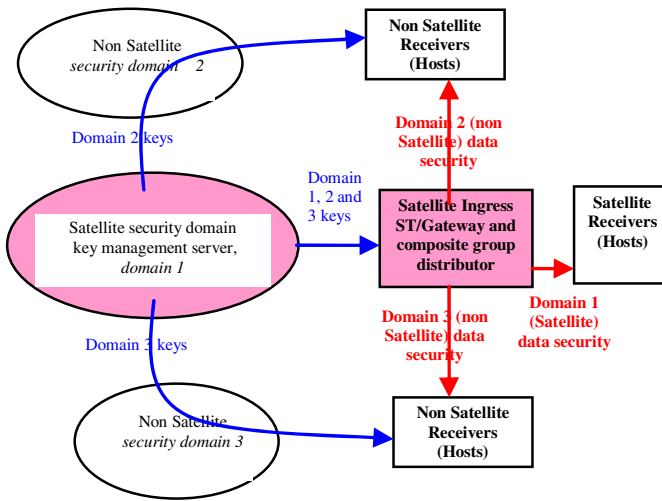 Non Satellite
security domain 2
Non Satellite
Receivers
(Hosts)
Domain 2 keys
Domain 2 (non
Satellite) data
security
Domain
1, 2 and
3 keys
Satellite security domain
key management server,
domain 1
Satellite Ingress
ST/Gateway and
composite group
distributor
Satellite
Receivers
(Hosts)
Domain 1
(Satellite)
data security
Domain 3 (non
Satellite) data
security
Domain 3 keys
Non Satellite
security domain 3
Non Satellite
Receivers
(Hosts)